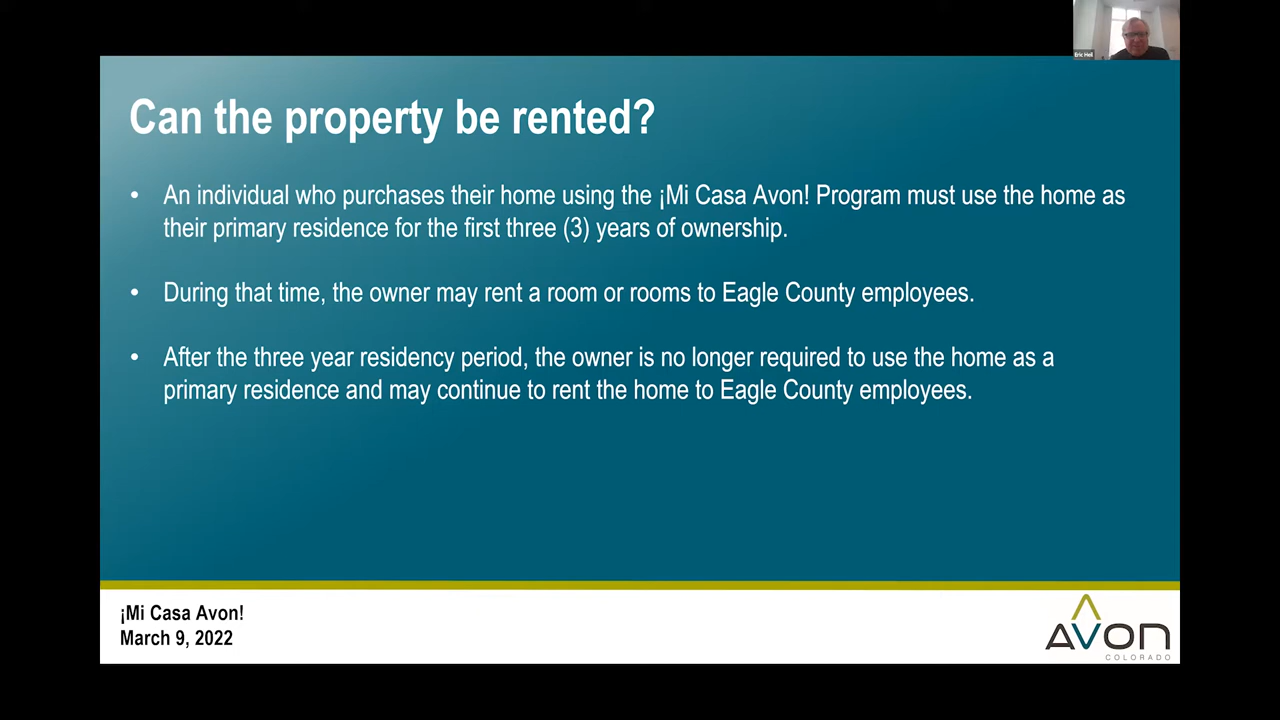 Eric Heil
Can the property be rented?
• An individual who purchases their home using the ¡Mi Casa Avon! Program must use the home as
their primary residence for the first three (3) years of ownership.
• During that time, the owner may rent a room or rooms to Eagle County employees.
• After the three year residency period, the owner is no longer required to use the home as a
primary residence and may continue to rent the home to Eagle County employees.
¡Mi Casa Avon!
March 9, 2022
AVON
COLORADO